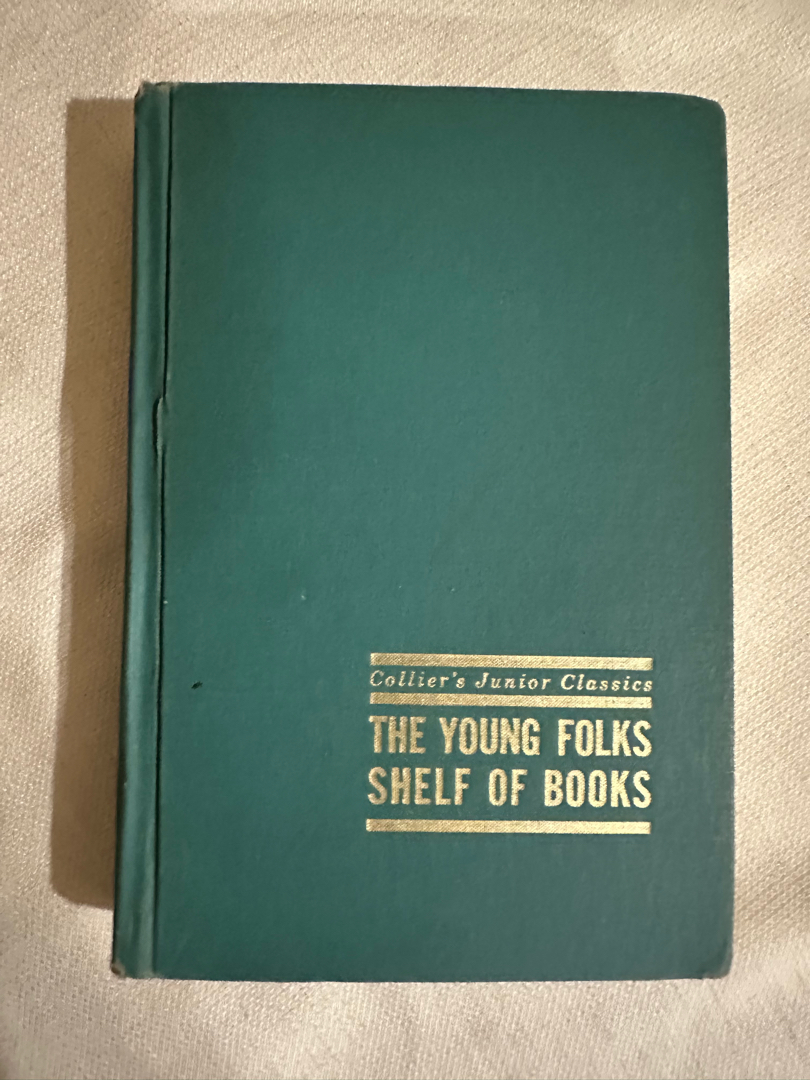 Collier's Junior Classics
THE YOUNG FOLKS
SHELF OF BOOKS